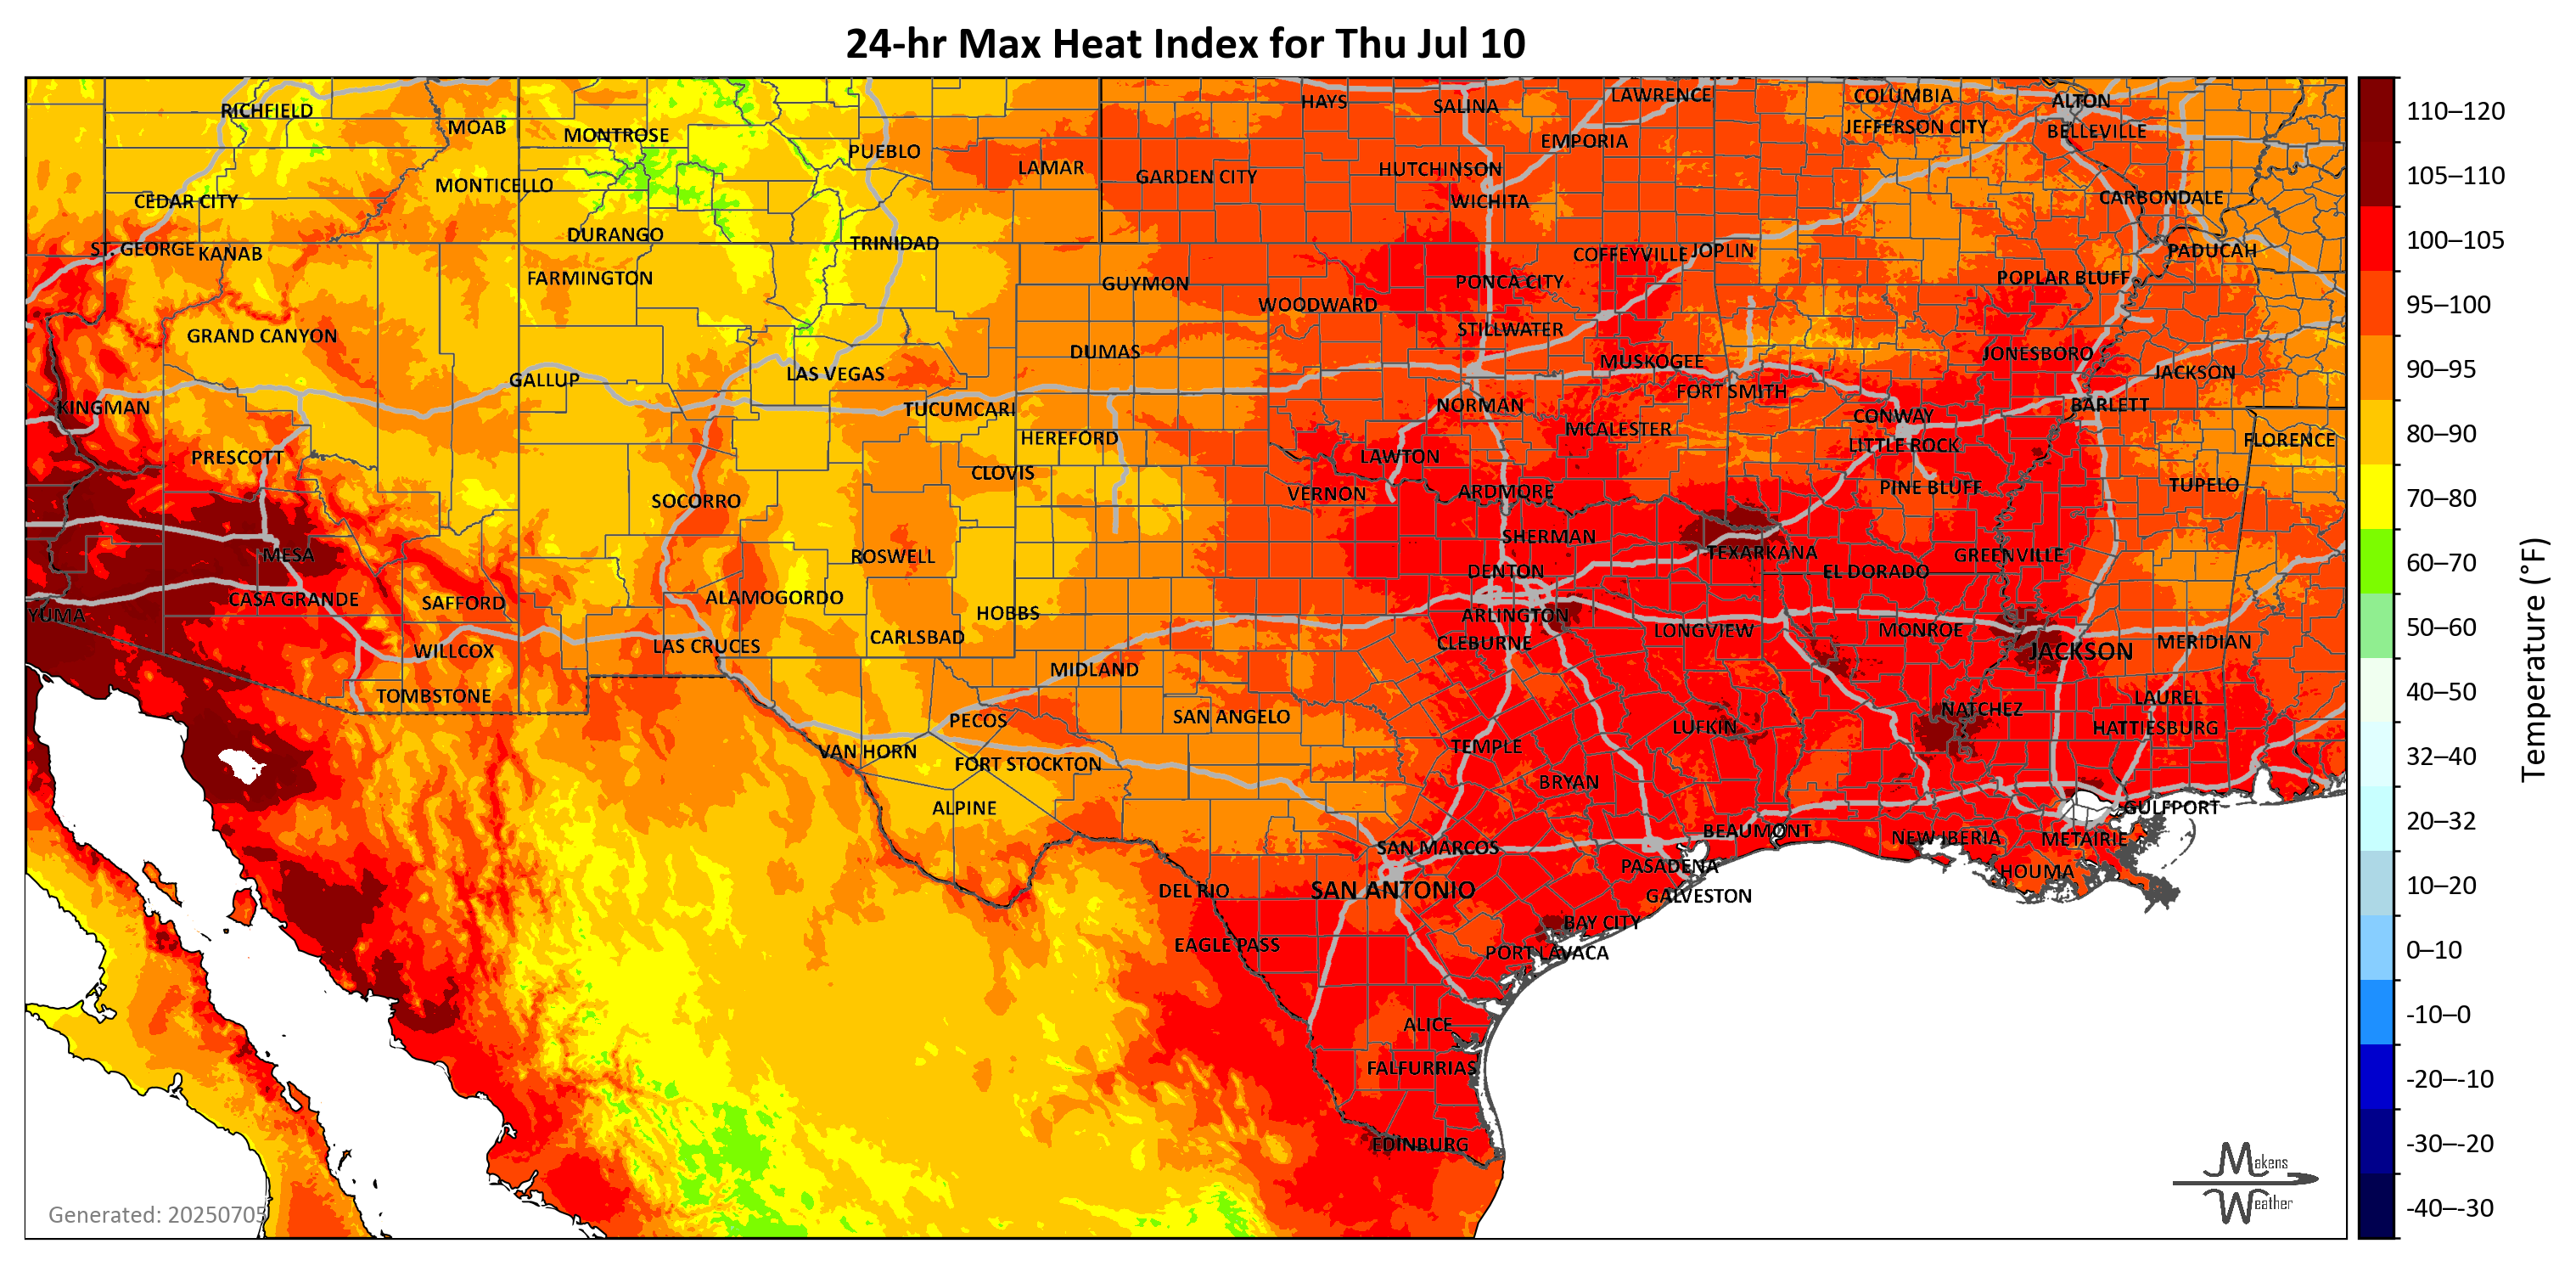 24-hr Max Heat Index for Thu Jul 10
RICHFIELD
MOAB
MONTROSE
PUEBLO
LAMAR
HAYS
SALINA
LAWRENCE
COLUMBIA
ALTON
JEFFERSON CITY
BELLEVILLE
EMPORIA
GARDEN CITY
HUTCHINSON
MONTICELLO
CEDAR CITY
WICHITA
CARBONDALE
DURANGO
TRINIDAD
ST. GEORGE
KANAB
COFFEYVILLE
JOPLIN
PADUCAH
FARMINGTON
GUYMON
PONCA CITY
POPLAR BLUFF
WOODWARD
GRAND CANYON
STILLWATER
DUMAS
MUSKOGEE
JONESBORO
GALLUP
LAS VEGAS
JACKSON
FORT SMITH
KINGMAN
TUCUMCARI
NORMAN
CONWAY
BARLETT
HEREFORD
MCALESTER
LITTLE ROCK
FLORENCE
PRESCOTT
CLOVIS
LAWTON
SOCORRO
VERNON
ARDMORE
PINE BLUFF
TUPELO
MESA
ROSWELL
SHERMAN
TEXARKANA
GREENVILLE
DENTON
EL DORADO
YUMA
CASA GRANDE
SAFFORD
ALAMOGORDO
HOBBS
ARLINGTON
CARLSBAD
CLEBURNE
LONGVIEW
MONROE
WILLCOX
LAS CRUCES
MIDLAND
JACKSON
MERIDIAN
TOMBSTONE
PECOS
SAN ANGELO
LUFKIN
NATCHEZ
LAUREL
HATTIESBURG
VAN HORN
FORT STOCKTON
TEMPLE
BRYAN
ALPINE
GULFPORT
SAN MARCOS
BEAUMONT
NEW IBERIA
METAIRIE
DEL RIO
SAN ANTONIO
PASADENA
HOUMA
GALVESTON
EAGLE PASS
BAY CITY
PORT LAVACA
ALICE
FALFURRIAS
EDINBURG
Generated: 20250705
Makens
Weather
110–120
105–110
100–105
95–100
90–95
80–90
70–80
60–70
50–60
40–50
32–40
20–32
10–20
0–10
-10–0
-20–-10
-30–-20
-40–-30
Temperature (°F)